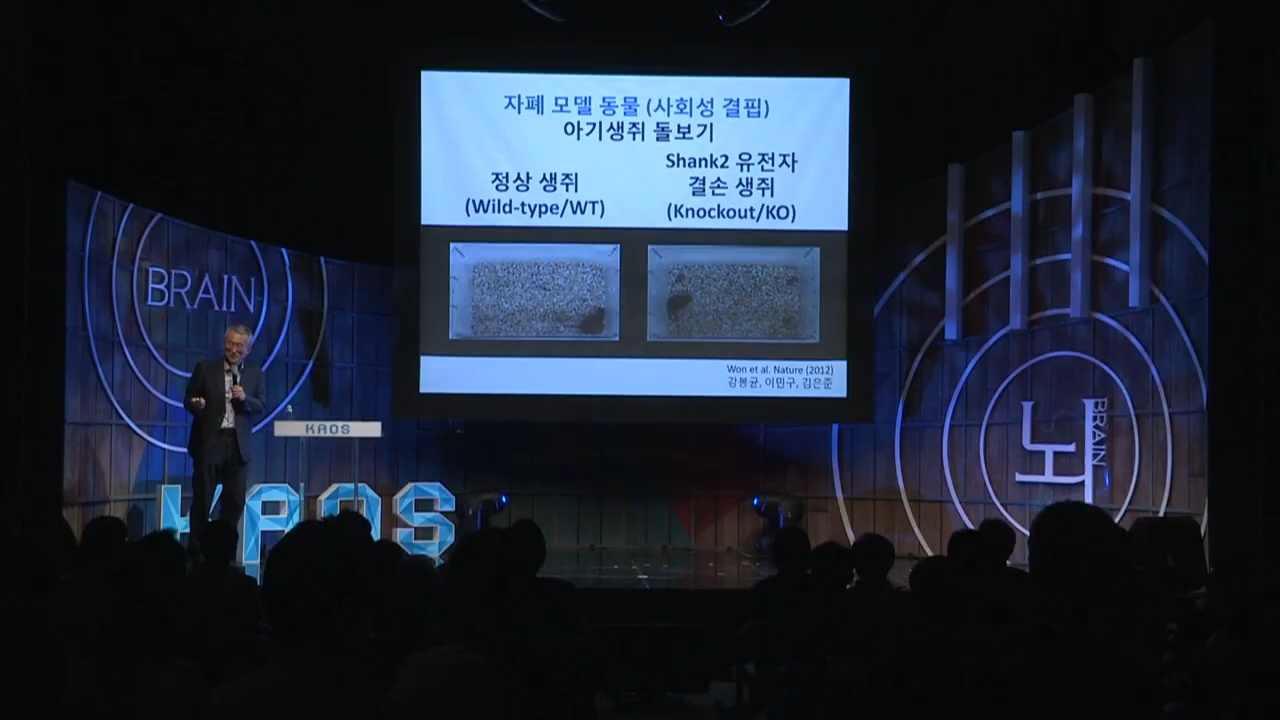 자폐 모델 동물 (사회성 결핍)
아기생쥐 돌보기
정상 생쥐
(Wild-type/WT)
Shank2 유전자
결손 생쥐
(Knockout/KO)
Won et al. Nature (2012)
강봉균, 이민구, 김은준
BRAIN
KAOS
KAOS
뇌
BRAIN